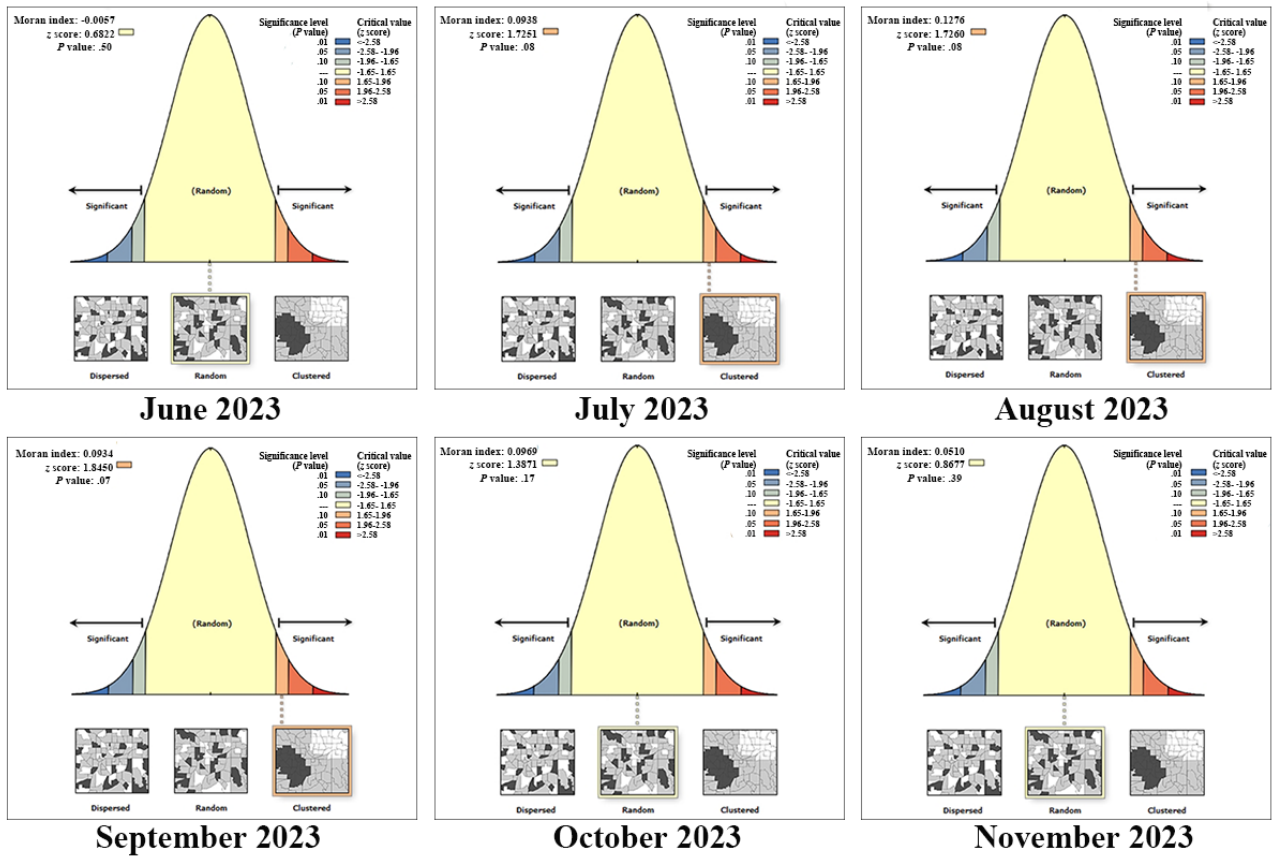 Moran index: -0.0057
z score: 0.6822
P value: .50
Significance level
(P value)
Critical value
(z score)
.01 <-2.58
.05 -2.58- -1.96
.10 -1.96- -1.65
--- -1.65- 1.65
.10 1.65-1.96
.05 1.96-2.58
.01 >2.58
(Random)
Significant
Significant
Dispersed
Random
Clustered
June 2023
Moran index: 0.0938
z score: 1.7251
P value: .08
Significance level
(P value)
Critical value
(z score)
.01 <-2.58
.05 -2.58- -1.96
.10 -1.96- -1.65
--- -1.65- 1.65
.10 1.65-1.96
.05 1.96-2.58
.01 >2.58
(Random)
Significant
Significant
Dispersed
Random
Clustered
July 2023
Moran index: 0.1276
z score: 1.7260
P value: .08
Significance level
(P value)
Critical value
(z score)
.01 <-2.58
.05 -2.58- -1.96
.10 -1.96- -1.65
--- -1.65- 1.65
.10 1.65-1.96
.05 1.96-2.58
.01 >2.58
(Random)
Significant
Significant
Dispersed
Random
Clustered
August 2023
Moran index: 0.0934
z score: 1.8450
P value: .07
Significance level
(P value)
Critical value
(z score)
.01 <-2.58
.05 -2.58- -1.96
.10 -1.96- -1.65
--- -1.65- 1.65
.10 1.65-1.96
.05 1.96-2.58
.01 >2.58
(Random)
Significant
Significant
Dispersed
Random
Clustered
September 2023
Moran index: 0.0969
z score: 1.3871
P value: .17
Significance level
(P value)
Critical value
(z score)
.01 <-2.58
.05 -2.58- -1.96
.10 -1.96- -1.65
--- -1.65- 1.65
.10 1.65-1.96
.05 1.96-2.58
.01 >2.58
(Random)
Significant
Significant
Dispersed
Random
Clustered
October 2023
Moran index: 0.0510
z score: 0.8677
P value: .39
Significance level
(P value)
Critical value
(z score)
.01 <-2.58
.05 -2.58- -1.96
.10 -1.96- -1.65
--- -1.65- 1.65
.10 1.65-1.96
.05 1.96-2.58
.01 >2.58
(Random)
Significant
Significant
Dispersed
Random
Clustered
November 2023